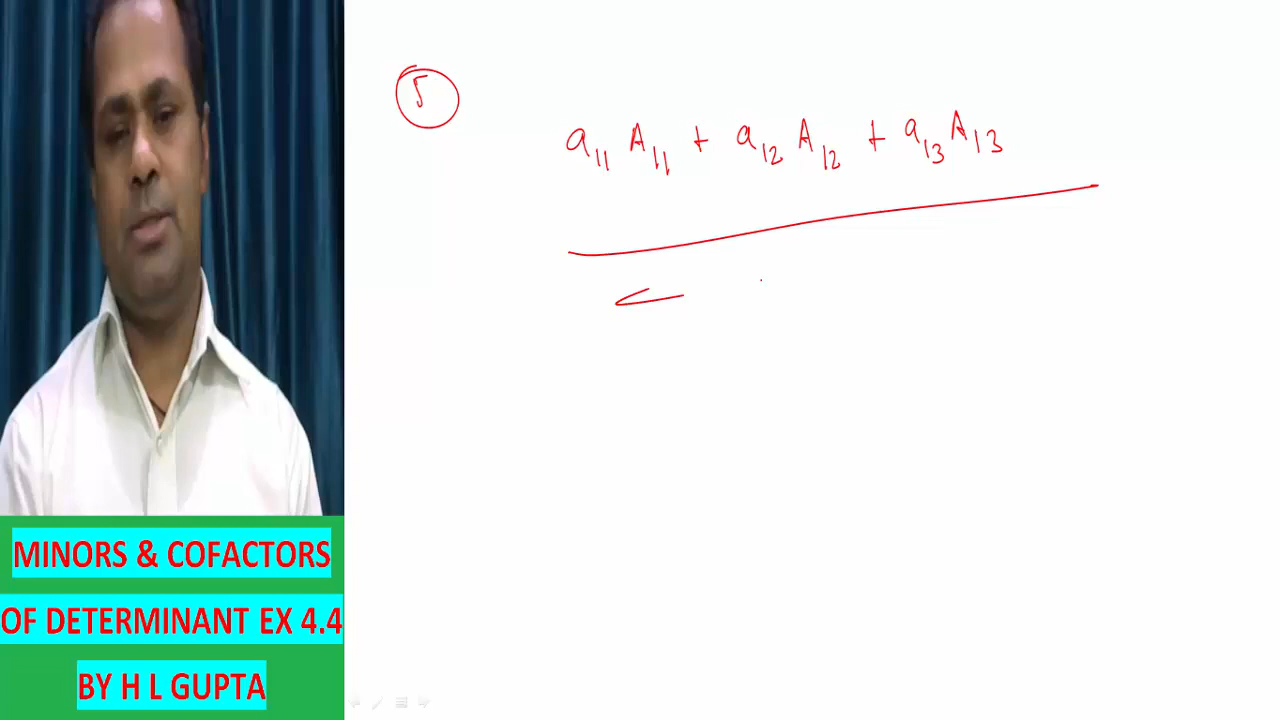 5
a₁₁ A₁₁ + a₁₂ A₁₂ + a₁₃ A₁₃
MINORS & COFACTORS
OF DETERMINANT EX 4.4
BY H L GUPTA